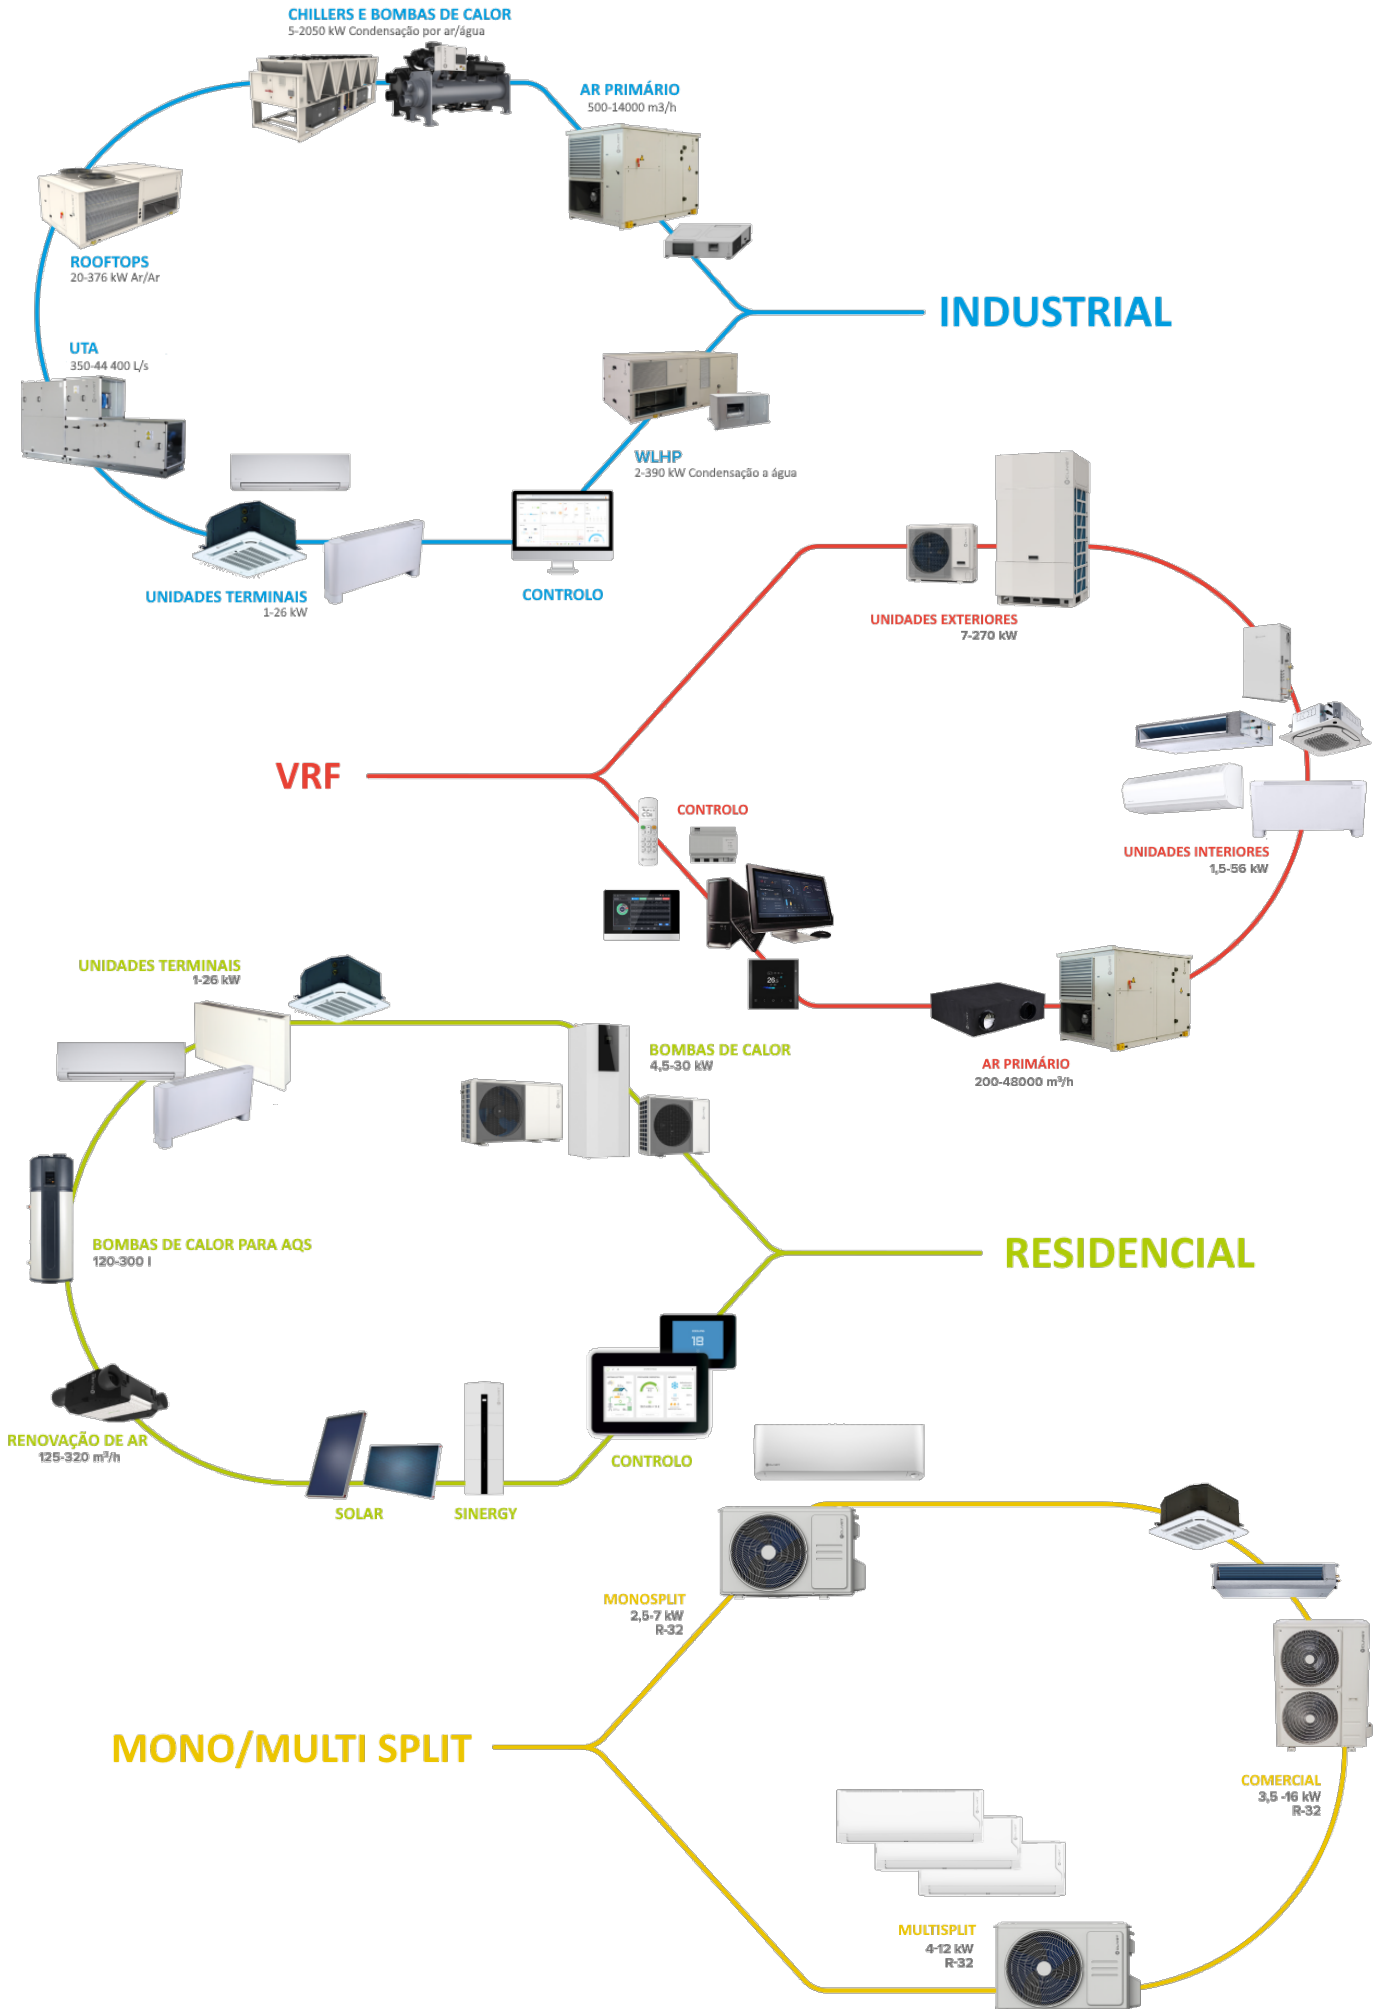 CHILLERS E BOMBAS DE CALOR
5-2050 kW Condensação por ar/água
AR PRIMÁRIO
500-14000 m3/h
ROOFTOPS
20-376 kW Ar/Ar
INDUSTRIAL
UTA
350-44 400 L/s
WLHP
2-390 kW Condensação a água
UNIDADES TERMINAIS
1-26 kW
CONTROLO
UNIDADES EXTERIORES
7-270 kW
VRF
CONTROLO
UNIDADES INTERIORES
1,5-56 kW
AR PRIMÁRIO
200-48000 m³/h
UNIDADES TERMINAIS
1-26 kW
BOMBAS DE CALOR
4,5-30 kW
BOMBAS DE CALOR PARA AQS
120-300 l
RESIDENCIAL
18
RENOVAÇÃO DE AR
125-320 m³/h
CONTROLO
SOLAR
SINERGY
MONOSPLIT
2,5-7 kW
R-32
MONO/MULTI SPLIT
COMERCIAL
3,5 -16 kW
R-32
MULTISPLIT
4-12 kW
R-32